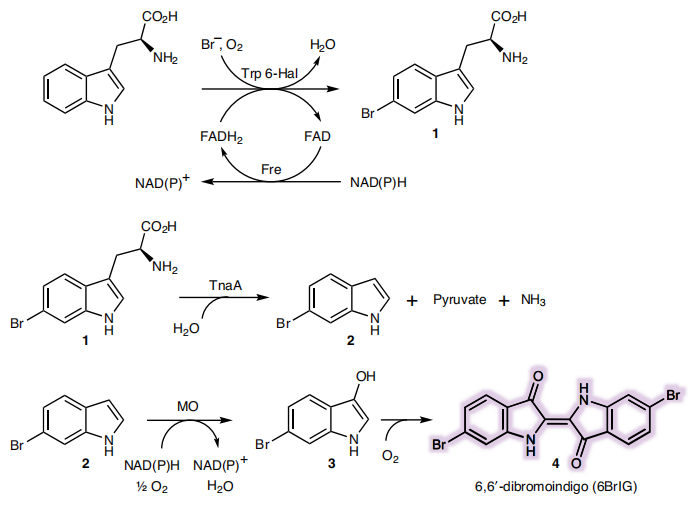 CO₂H
NH₂
N
H
Br⁻, O₂
H₂O
Trp 6-Hal
FADH₂
FAD
Fre
NAD(P)⁺
NAD(P)H
CO₂H
NH₂
Br
N
H
1
CO₂H
NH₂
Br
N
H
1
TnaA
H₂O
Br
N
H
2
+ Pyruvate + NH₃
Br
N
H
2
MO
NAD(P)H
½ O₂
NAD(P)⁺
H₂O
OH
Br
N
H
3
O₂
O
H
N
Br
Br
N
H
O
4
6,6′-dibromoindigo (6BrIG)